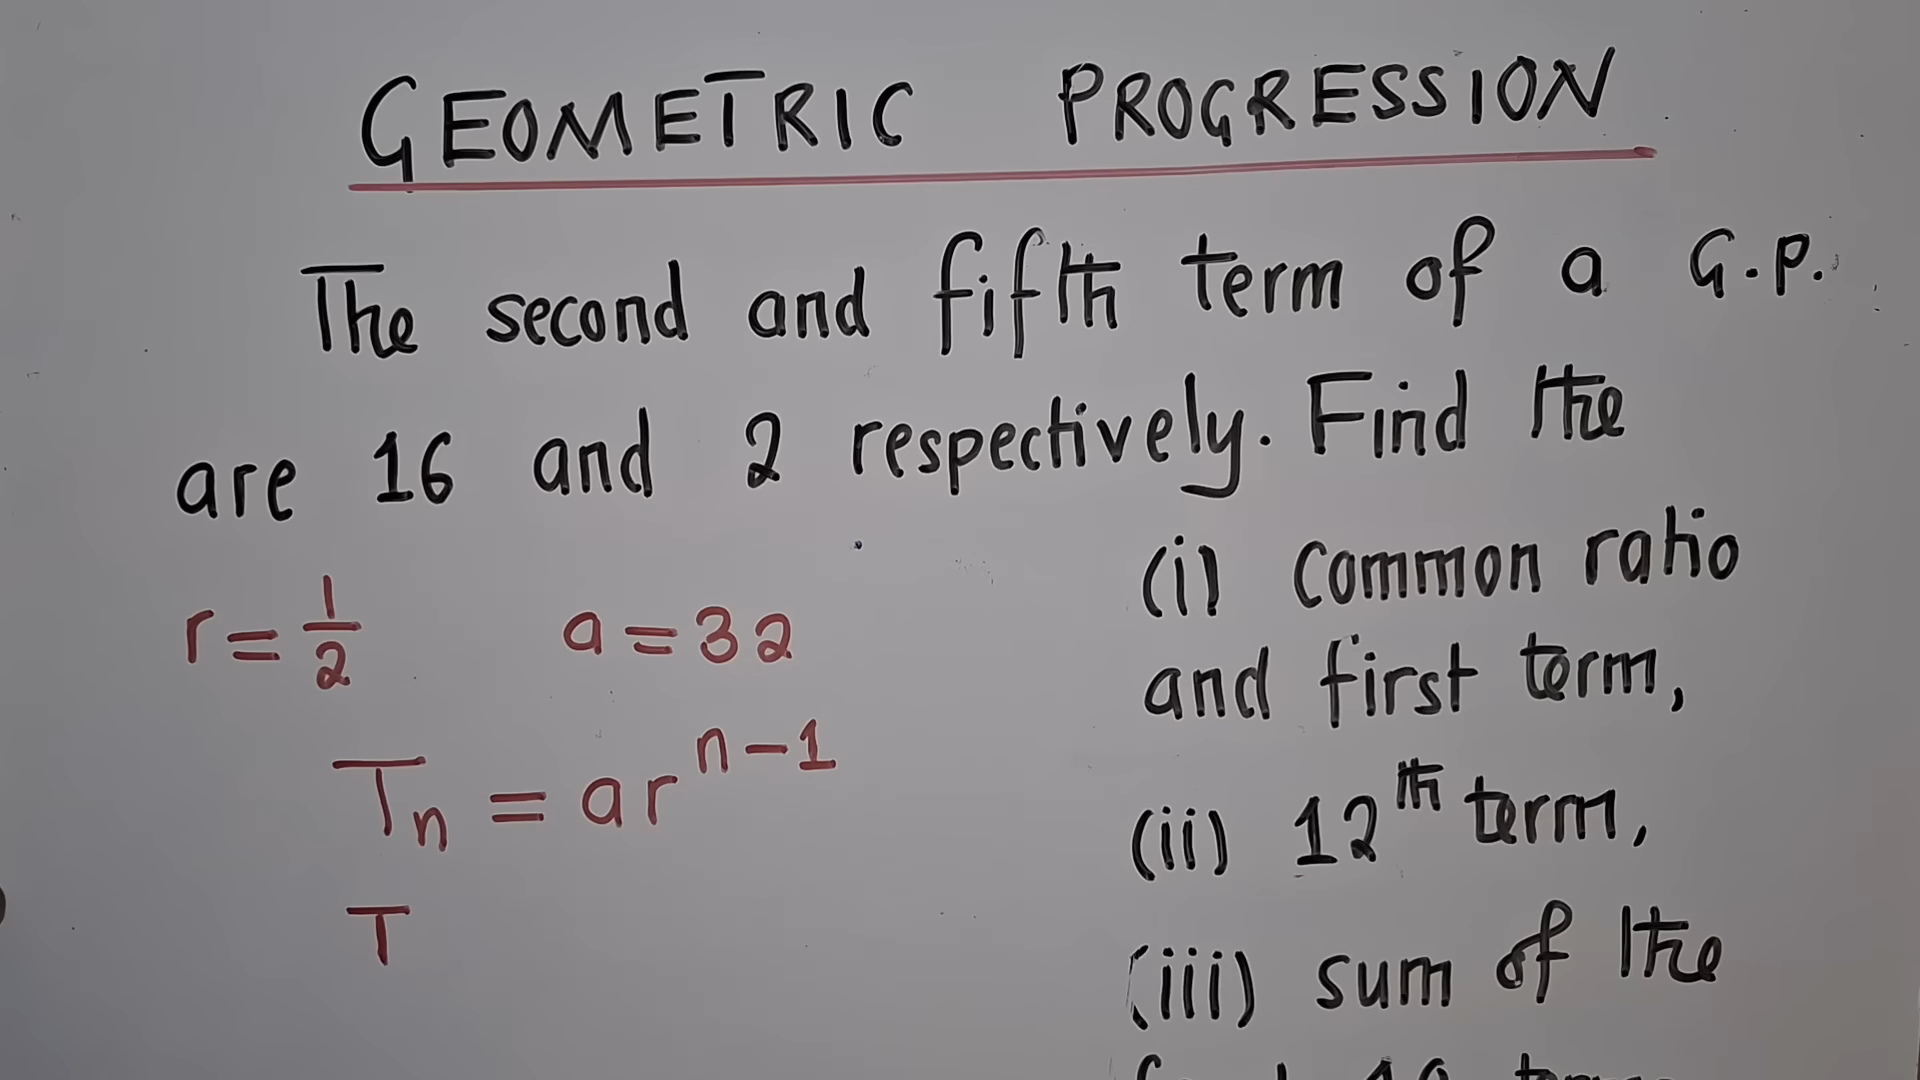 GEOMETRIC PROGRESSION
The second and fifth term of a G.P.
are 16 and 2 respectively. Find the
(i) common ratio
and first term,
(ii) 12th term,
(iii) sum of the
r = 1/2 a = 32
Tn = ar^n-1
T